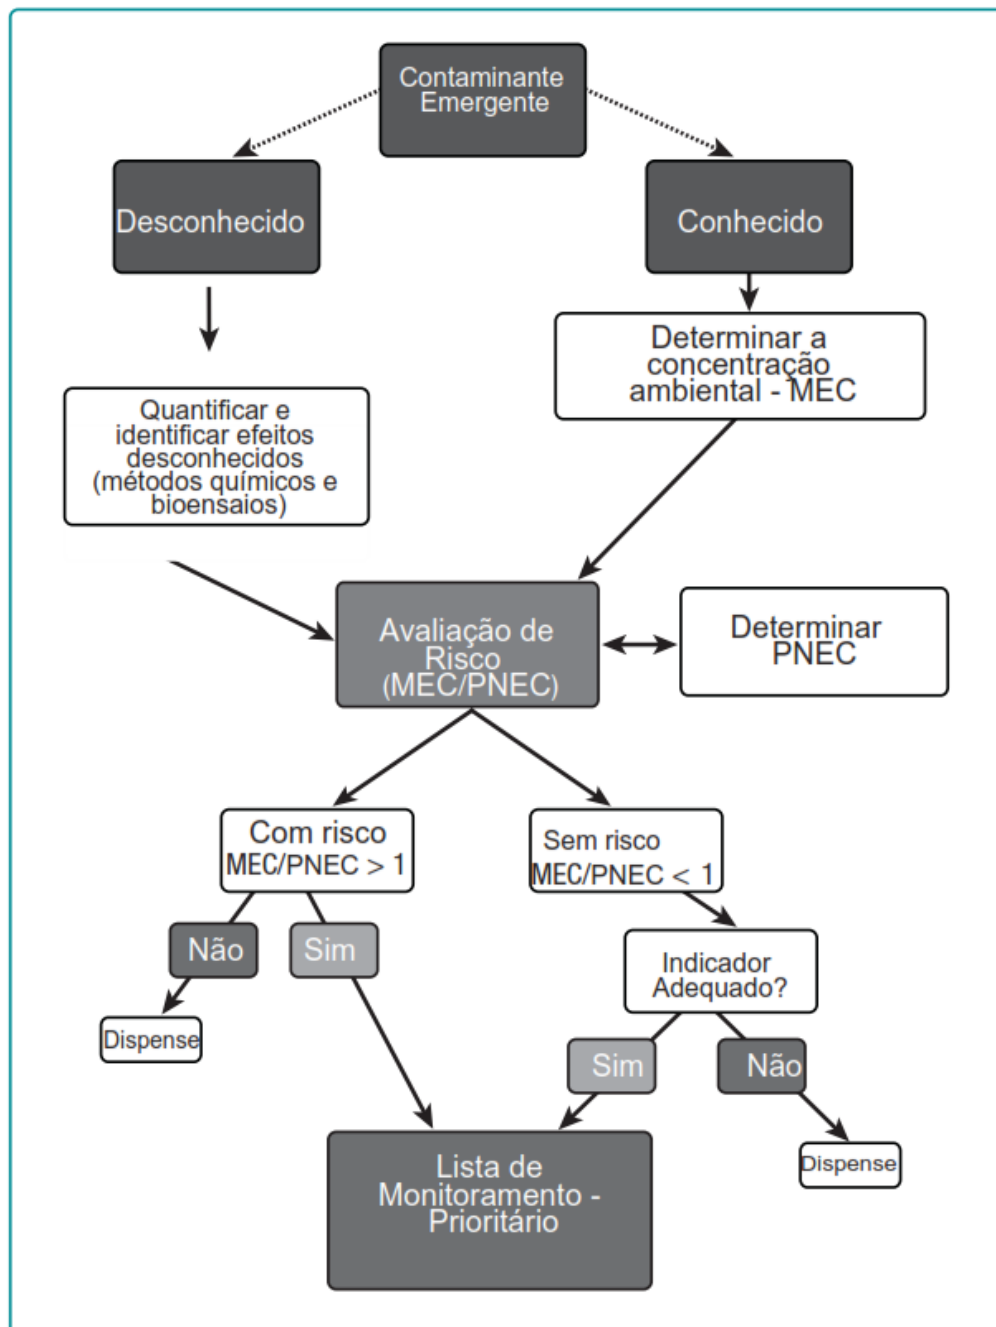 Contaminante
Emergente
Desconhecido
Conhecido
Determinar a
concentração
ambiental - MEC
Quantificar e
identificar efeitos
desconhecidos
(métodos químicos e
bioensaios)
Avaliação de
Risco
(MEC/PNEC)
Determinar
PNEC
Com risco
MEC/PNEC > 1
Sem risco
MEC/PNEC < 1
Não
Sim
Indicador
Adequado?
Dispense
Sim
Não
Dispense
Lista de
Monitoramento -
Prioritário